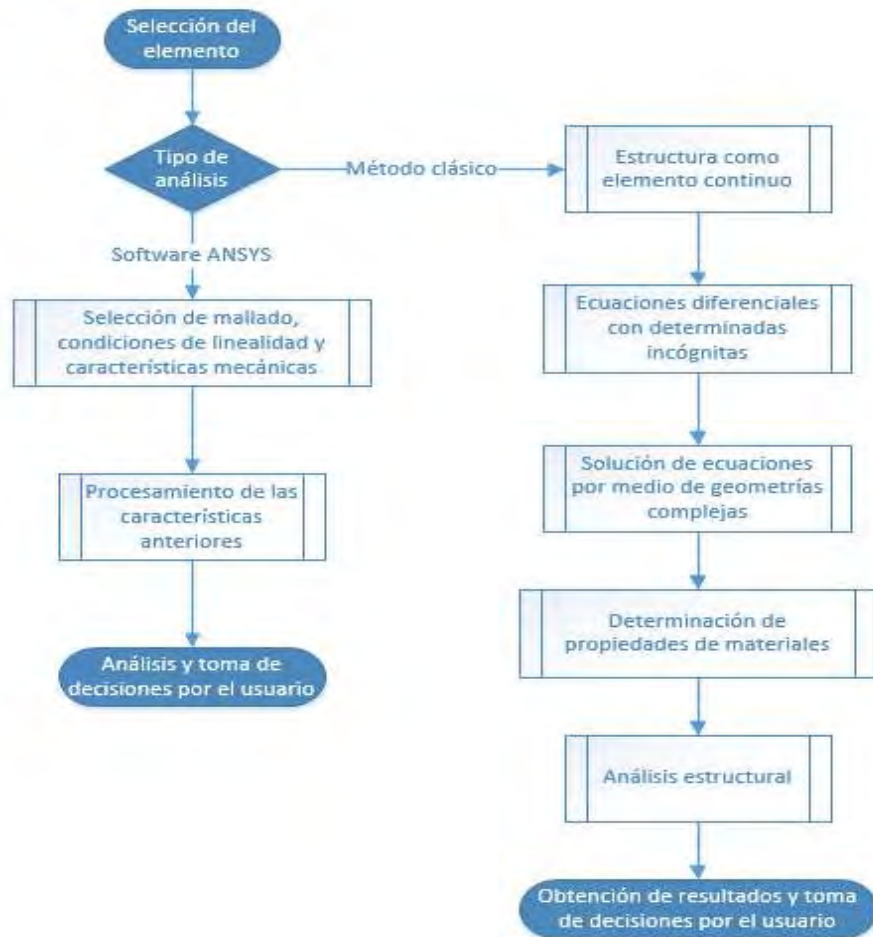 Selección del
elemento
Tipo de
análisis
Método clásico
Estructura como
elemento continuo
Software ANSYS
Selección de mallado,
condiciones de linealidad y
características mecánicas
Ecuaciones diferenciales
con determinadas
incógnitas
Procesamiento de las
características
anteriores
Solución de ecuaciones
por medio de geometrías
complejas
Análisis y toma de
decisiones por el usuario
Determinación de
propiedades de materiales
Análisis estructural
Obtención de resultados y toma
de decisiones por el usuario